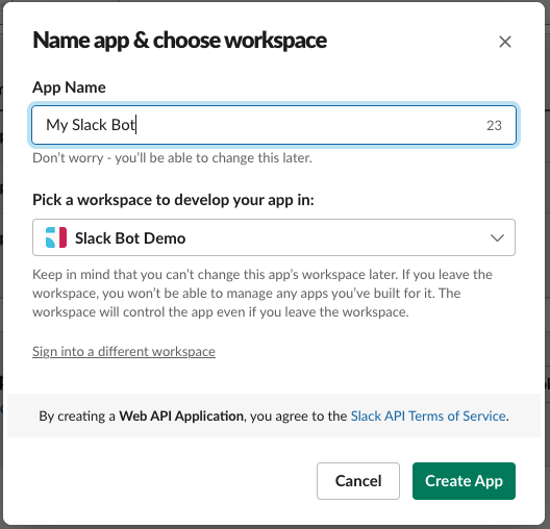 Name app & choose workspace
App Name
My Slack Bot
23
Don't worry - you'll be able to change this later.
Pick a workspace to develop your app in:
Slack Bot Demo
Keep in mind that you can't change this app's workspace later. If you leave the
workspace, you won't be able to manage any apps you've built for it. The
workspace will control the app even if you leave the workspace.
Sign into a different workspace
By creating a Web API Application, you agree to the Slack API Terms of Service.
Cancel
Create App